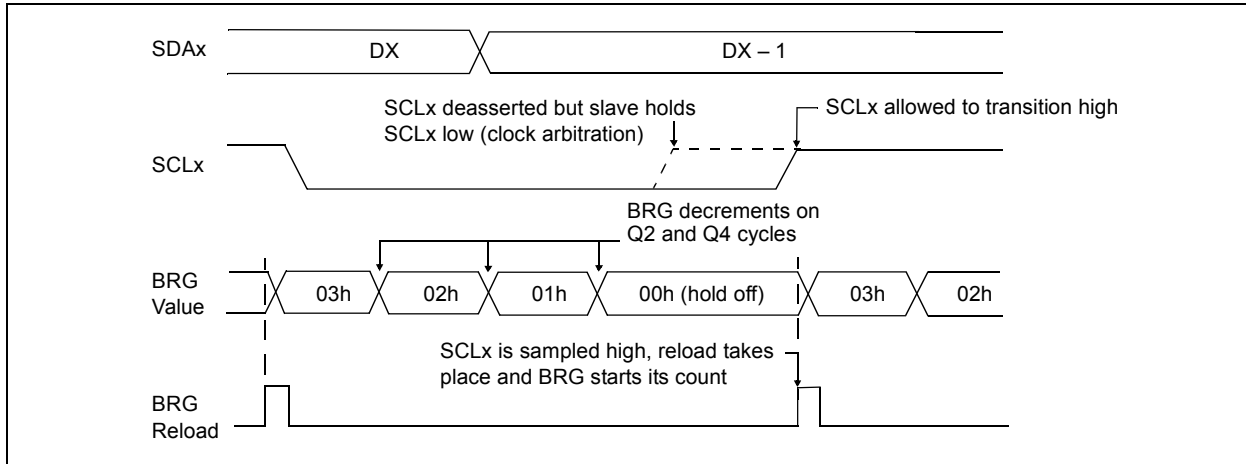 SDAx
DX
DX – 1
SCLx deasserted but slave holds
SCLx low (clock arbitration)
SCLx allowed to transition high
SCLx
BRG decrements on
Q2 and Q4 cycles
BRG
Value
03h
02h
01h
00h (hold off)
03h
02h
SCLx is sampled high, reload takes
place and BRG starts its count
BRG
Reload